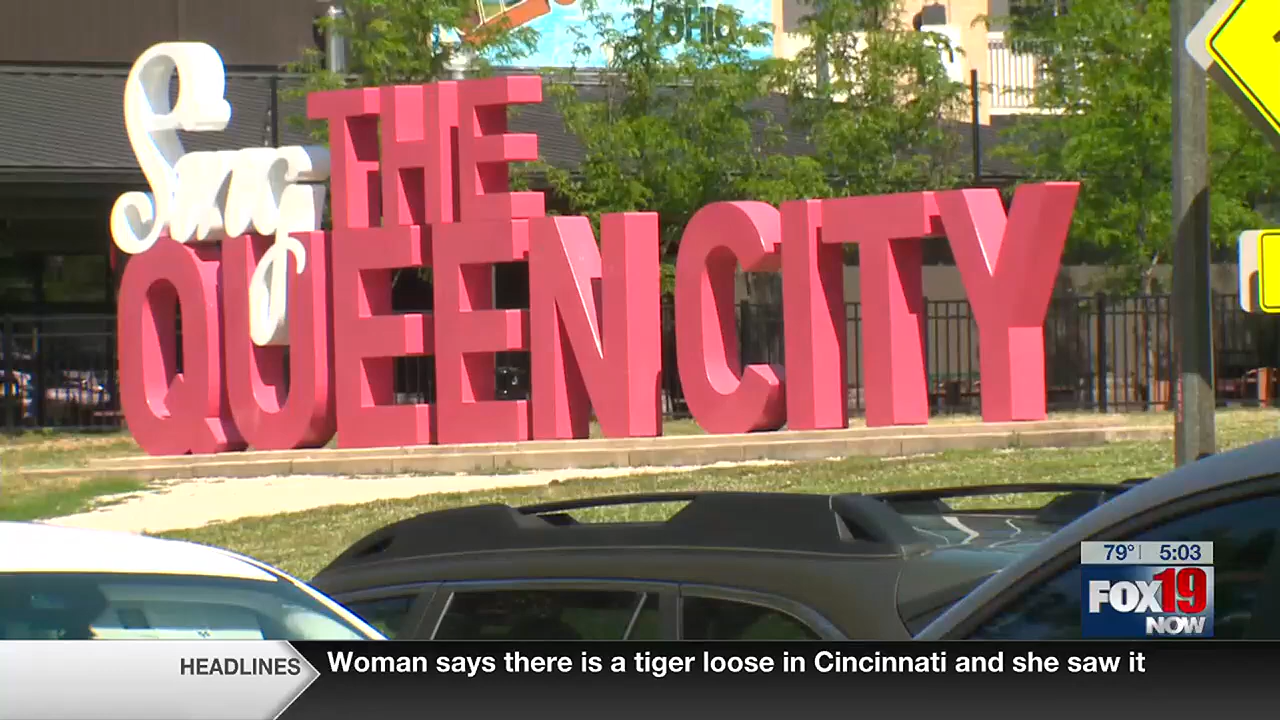 OHIO
Sing
THE
QUEEN CITY
79° 5:03
FOX19
NOW
HEADLINES Woman says there is a tiger loose in Cincinnati and she saw it